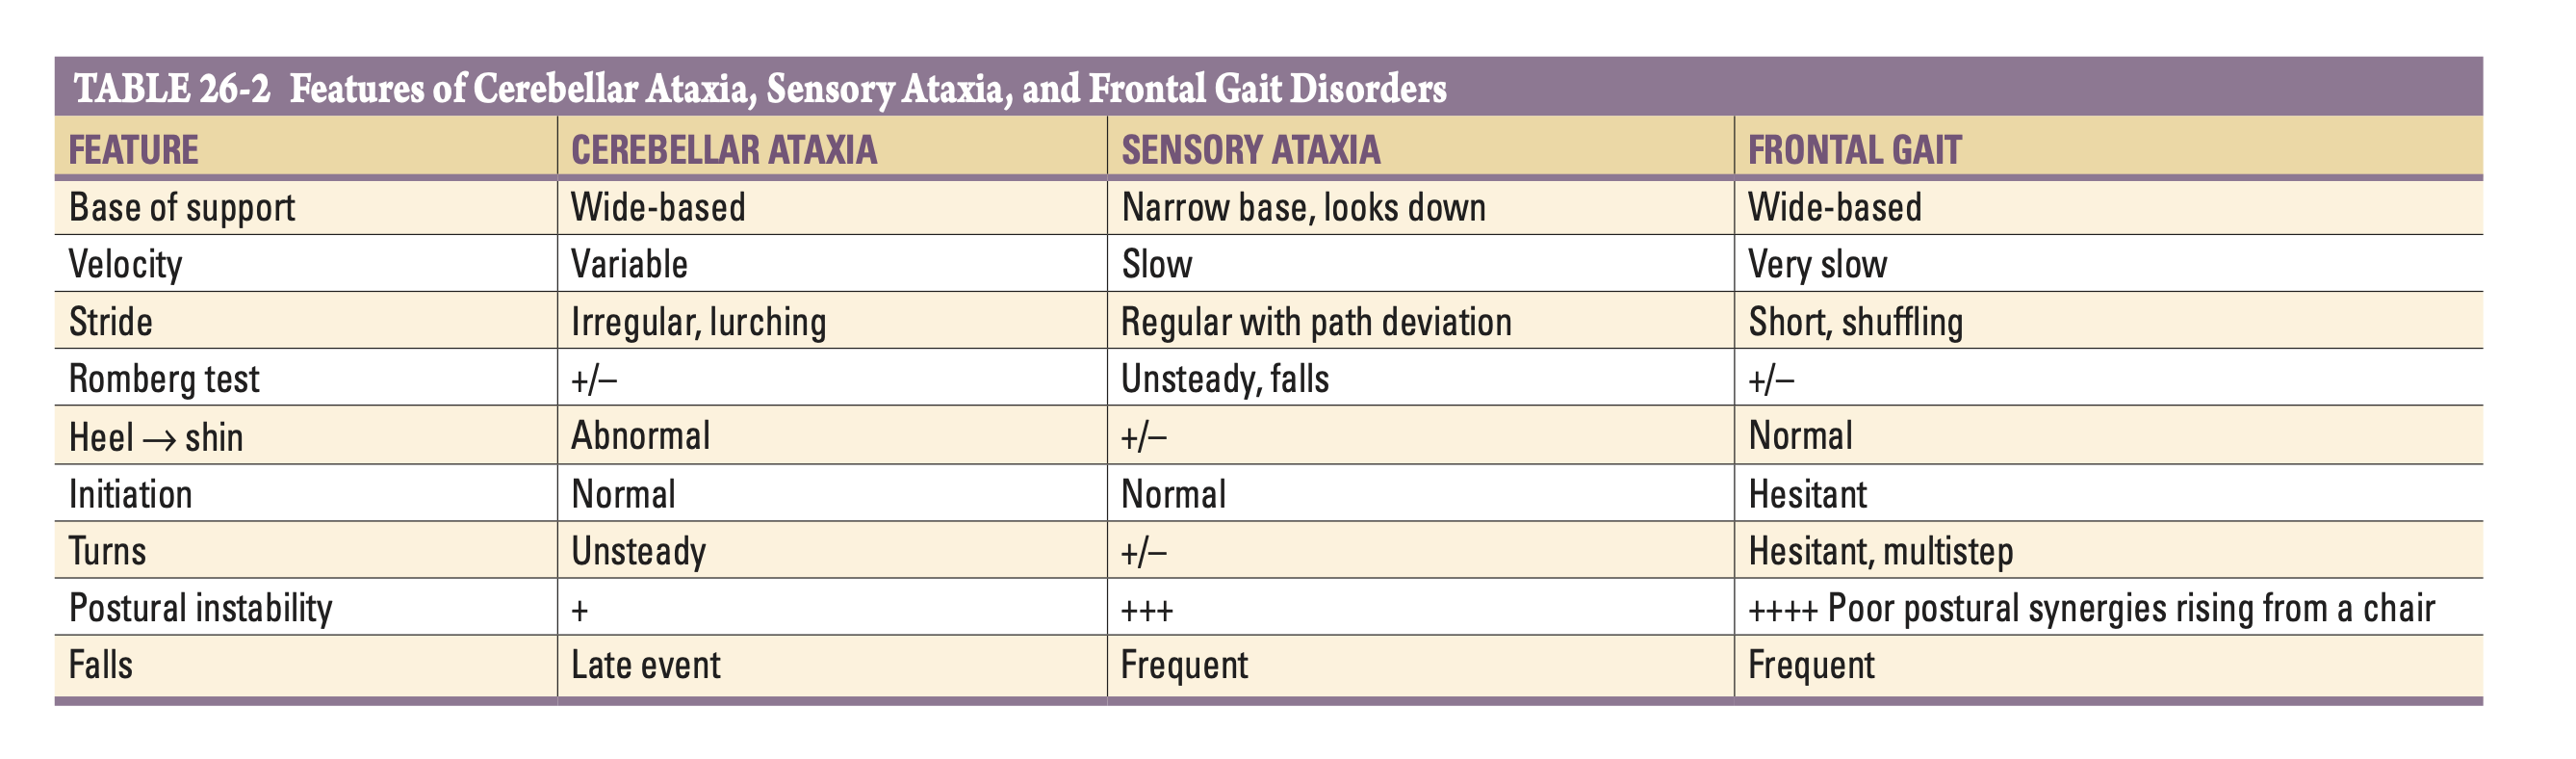 TABLE 26-2 Features of Cerebellar Ataxia, Sensory Ataxia, and Frontal Gait Disorders
FEATURE CEREBELLAR ATAXIA SENSORY ATAXIA FRONTAL GAIT
Base of support Wide-based Narrow base, looks down Wide-based
Velocity Variable Slow Very slow
Stride Irregular, lurching Regular with path deviation Short, shuffling
Romberg test +/– Unsteady, falls +/–
Heel → shin Abnormal +/– Normal
Initiation Normal Normal Hesitant
Turns Unsteady +/– Hesitant, multistep
Postural instability + +++ ++++ Poor postural synergies rising from a chair
Falls Late event Frequent Frequent